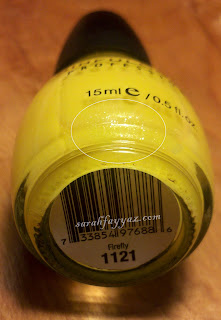 15ml e / 0.5 fl.oz
sarahfayyaz.com
7 33854 97688 6
Firefly
1121